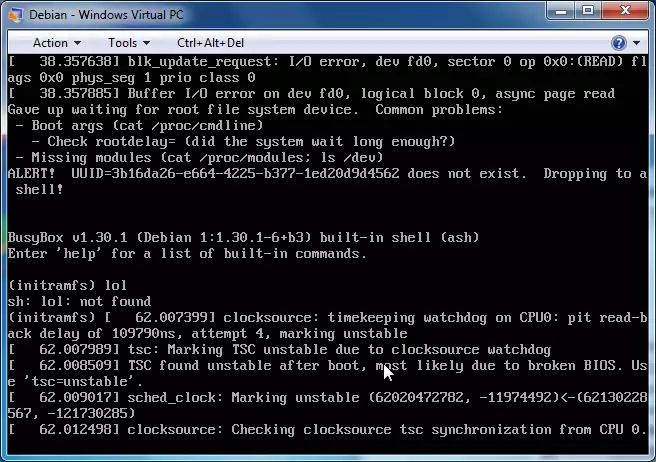 Debian - Windows Virtual PC
Action Tools Ctrl+Alt+Del
[   38.357638] blk_update_request: I/O error, dev fd0, sector 0 op 0x0:(READ) fl
ags 0x0 phys_seg 1 prio class 0
[   38.357885] Buffer I/O error on dev fd0, logical block 0, async page read
Gave up waiting for root file system device.  Common problems:
 - Boot args (cat /proc/cmdline)
   - Check rootdelay= (did the system wait long enough?)
 - Missing modules (cat /proc/modules; ls /dev)
ALERT!  UUID=3b16da26-e664-4225-b377-1ed20d9d4562 does not exist.  Dropping to a
 shell!
BusyBox v1.30.1 (Debian 1:1.30.1-6+b3) built-in shell (ash)
Enter 'help' for a list of built-in commands.
(initramfs) lol
sh: lol: not found
(initramfs) [   62.007399] clocksource: timekeeping watchdog on CPU0: pit read-b
ack delay of 109790ns, attempt 4, marking unstable
[   62.007989] tsc: Marking TSC unstable due to clocksource watchdog
[   62.008509] TSC found unstable after boot, most likely due to broken BIOS. Us
e 'tsc=unstable'.
[   62.009017] sched_clock: Marking unstable (62020472782, -11974492)<-(62130228
567, -121730285)
[   62.012498] clocksource: Checking clocksource tsc synchronization from CPU 0.